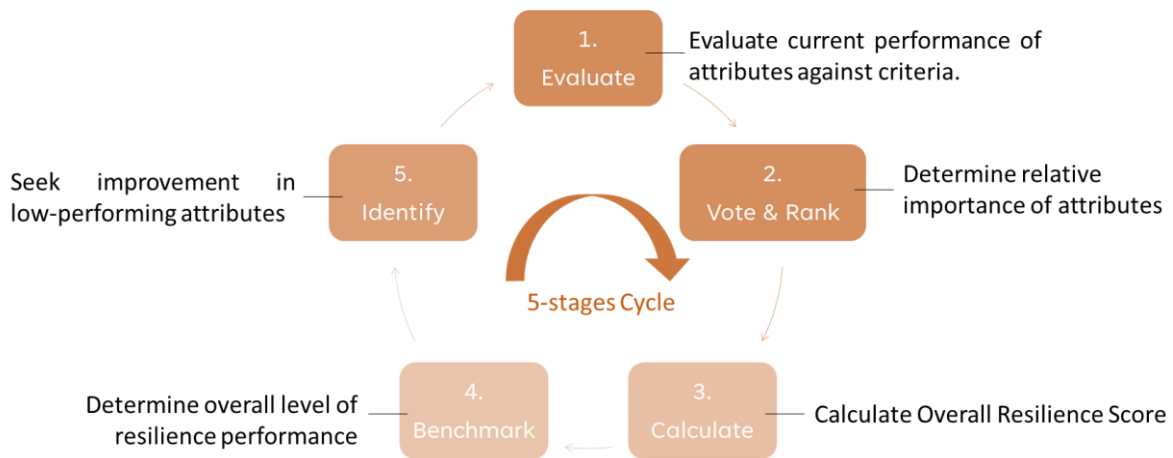 1.
Evaluate
Evaluate current performance of
attributes against criteria.
2.
Vote & Rank
Determine relative
importance of attributes
3.
Calculate
Calculate Overall Resilience Score
4.
Benchmark
Determine overall level of
resilience performance
5.
Identify
Seek improvement in
low-performing attributes
5-stages Cycle